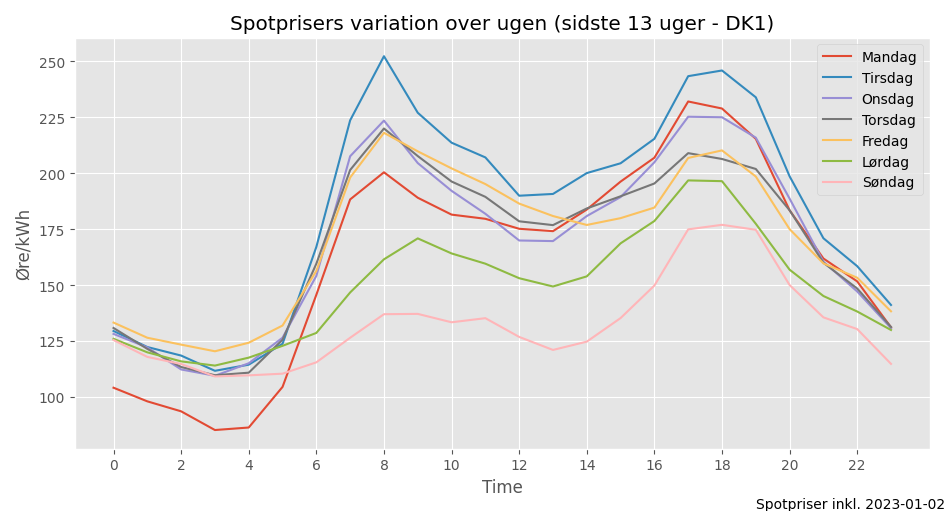 Spotprisers variation over ugen (sidste 13 uger - DK1)
Øre/kWh
250
225
200
175
150
125
100
Mandag
Tirsdag
Onsdag
Torsdag
Fredag
Lørdag
Søndag
0 2 4 6 8 10 12 14 16 18 20 22
Time
Spotpriser inkl. 2023-01-02